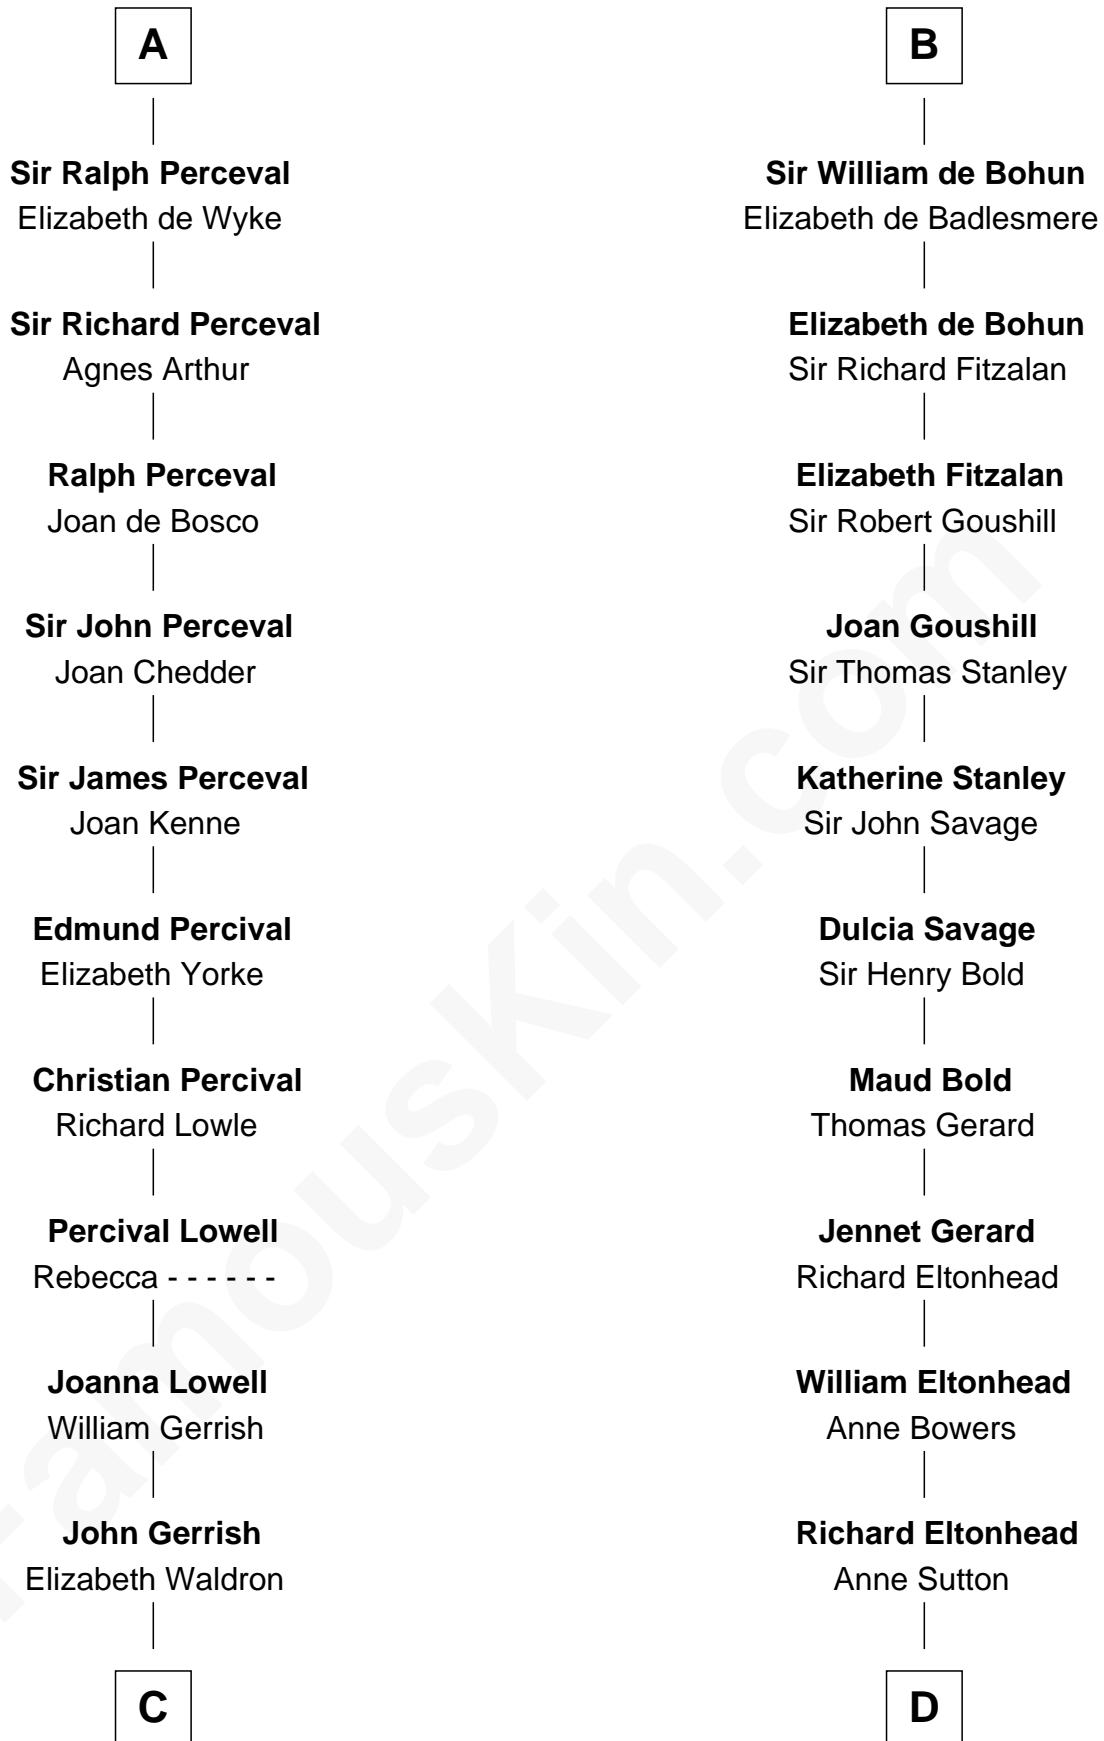 A
Sir Ralph Perceval
Elizabeth de Wyke
Sir Richard Perceval
Agnes Arthur
Ralph Perceval
Joan de Bosco
Sir John Perceval
Joan Chedder
Sir James Perceval
Joan Kenne
Edmund Percival
Elizabeth Yorke
Christian Percival
Richard Lowle
Percival Lowell
Rebecca - - - - - -
Joanna Lowell
William Gerrish
John Gerrish
Elizabeth Waldron
C
B
Sir William de Bohun
Elizabeth de Badlesmere
Elizabeth de Bohun
Sir Richard Fitzalan
Elizabeth Fitzalan
Sir Robert Goushill
Joan Goushill
Sir Thomas Stanley
Katherine Stanley
Sir John Savage
Dulcia Savage
Sir Henry Bold
Maud Bold
Thomas Gerard
Jennet Gerard
Richard Eltonhead
William Eltonhead
Anne Bowers
Richard Eltonhead
Anne Sutton
D
FamousKin.com